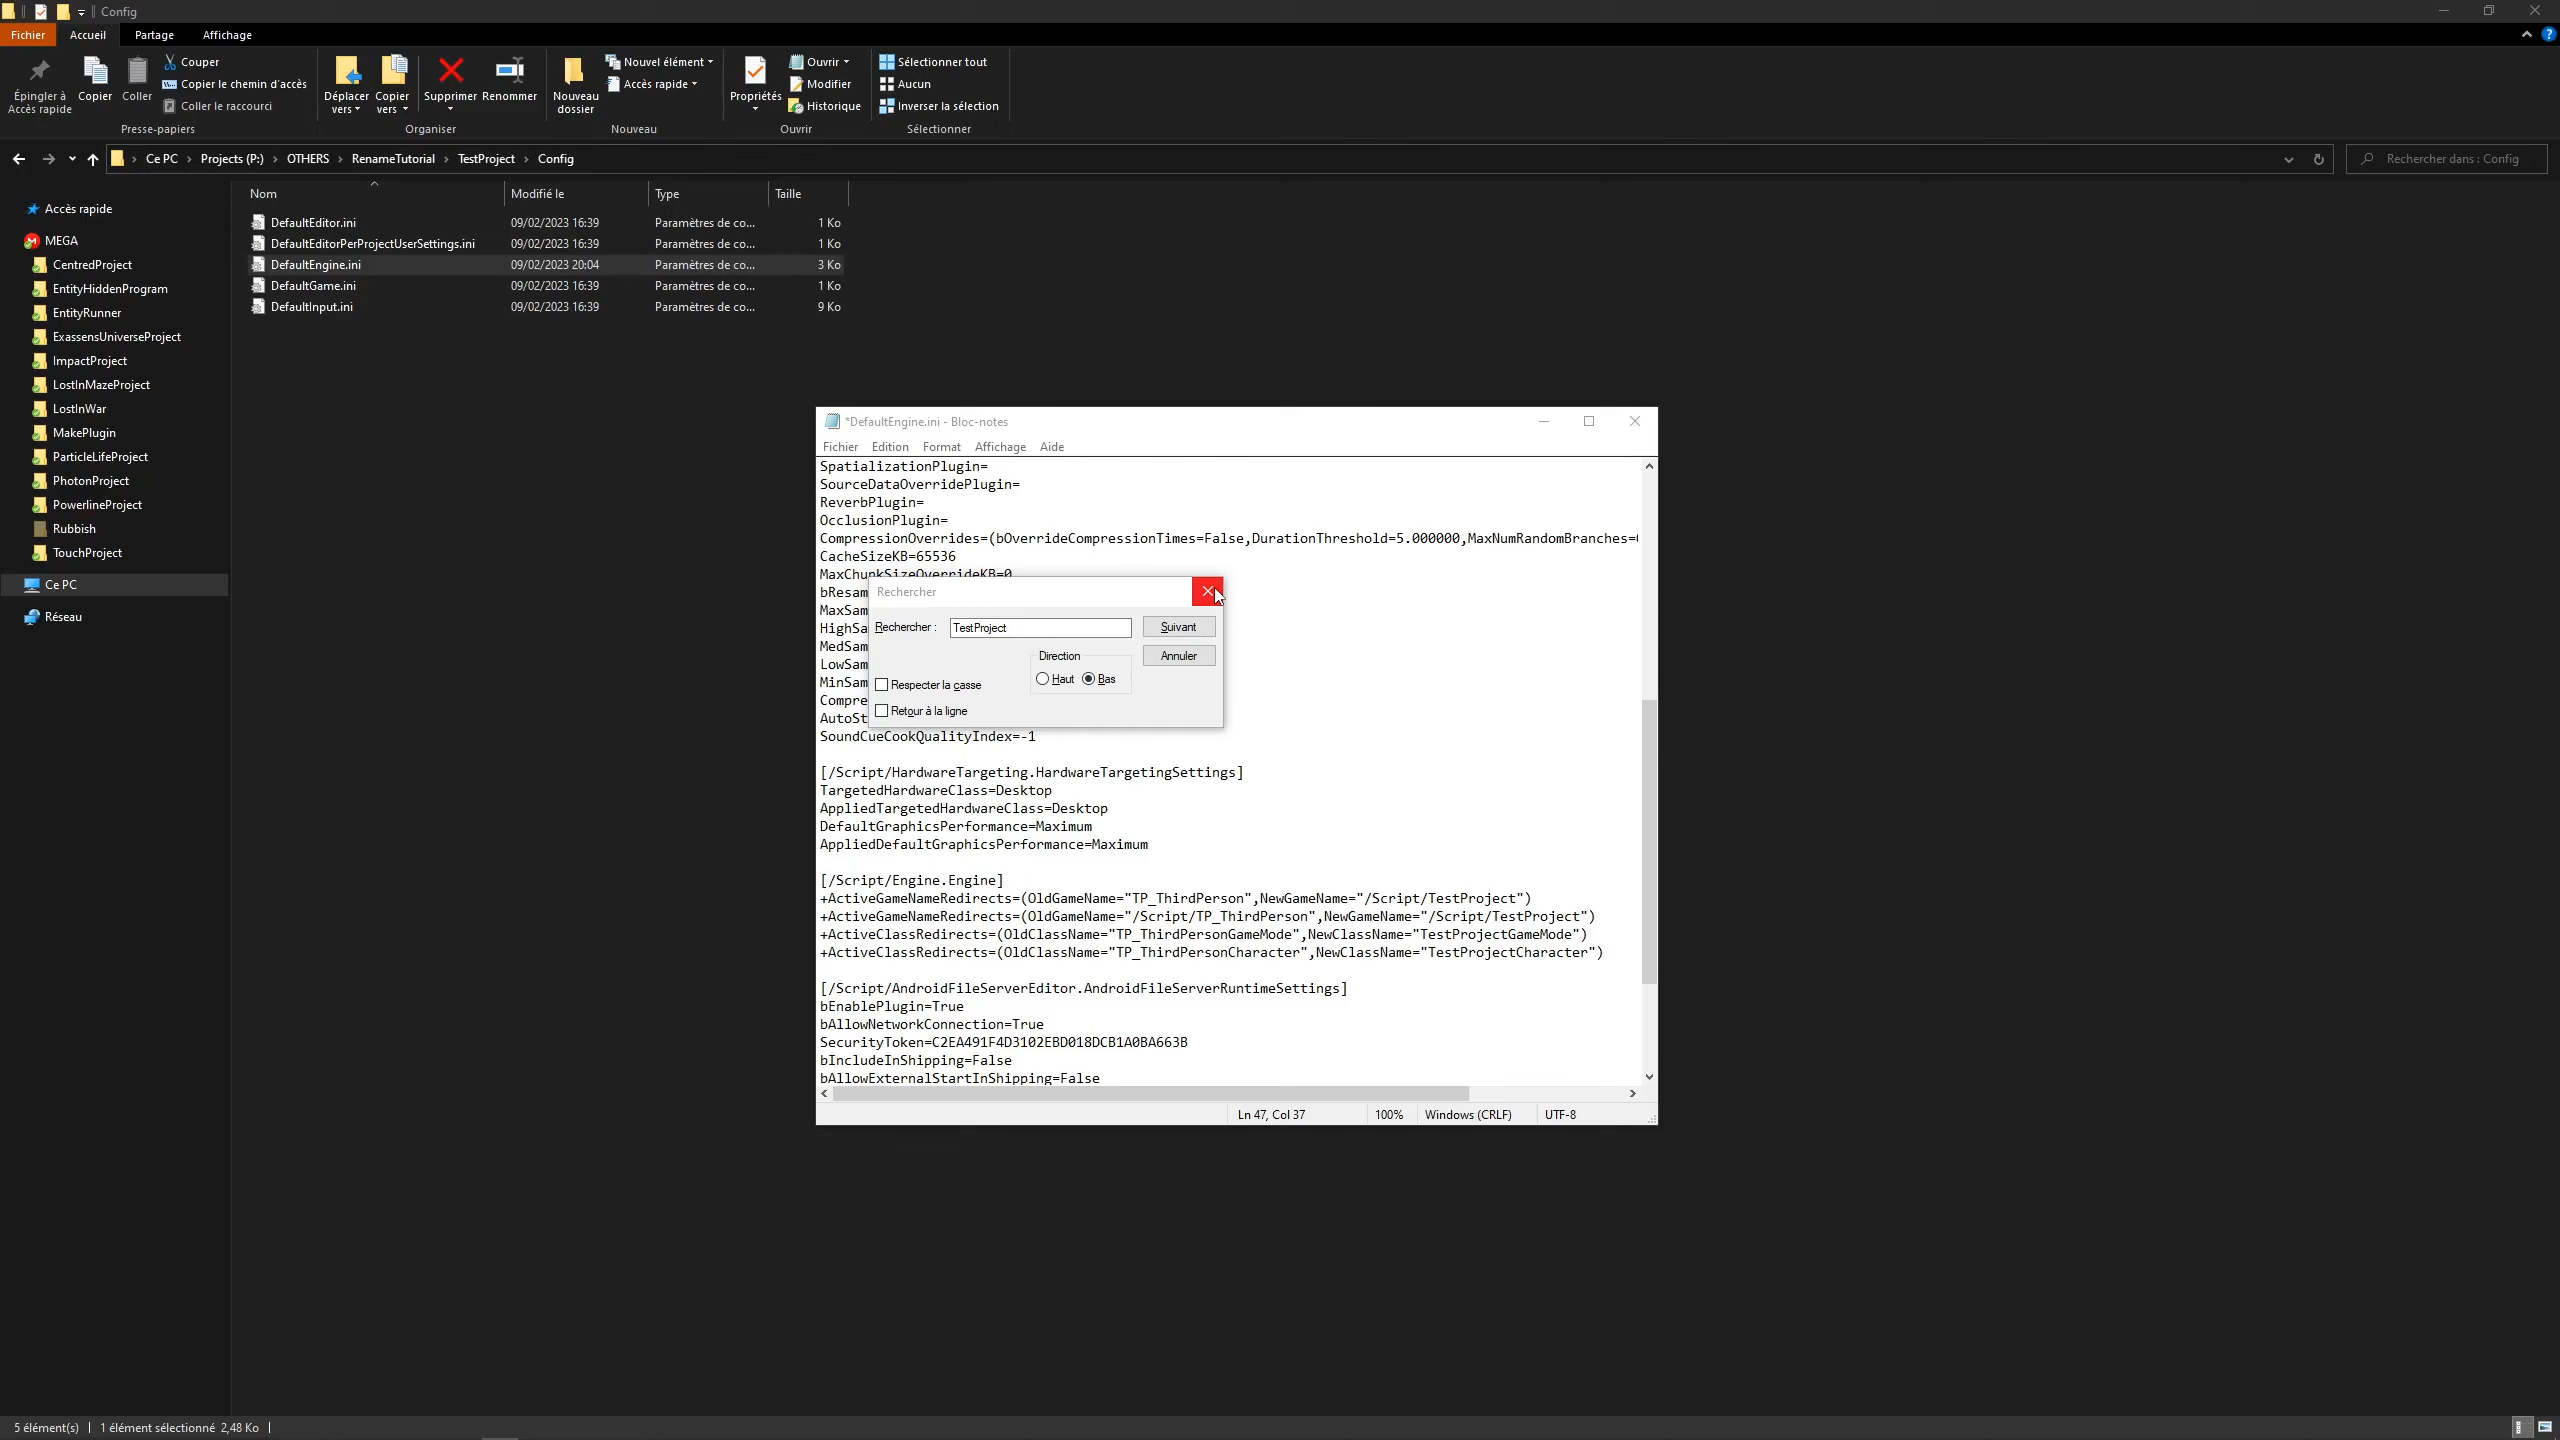 Config
Fichier
Accueil
Partage
Affichage
Épingler à
Accès rapide
Copier
Coller
Couper
Copier le chemin d'accès
Coller le raccourci
Presse-papiers
Déplacer
vers
Copier
vers
Supprimer
Renommer
Organiser
Nouveau
dossier
Nouvel élément
Accès rapide
Nouveau
Propriétés
Ouvrir
Modifier
Historique
Ouvrir
Sélectionner tout
Aucun
Inverser la sélection
Sélectionner
Ce PC > Projects (P:) > OTHERS > RenameTutorial > TestProject > Config
Rechercher dans : Config
Accès rapide
MEGA
CentredProject
EntityHiddenProgram
EntityRunner
ExassensUniverseProject
ImpactProject
LostInMazeProject
LostInWar
MakePlugin
ParticleLifeProject
PhotonProject
PowerlineProject
Rubbish
TouchProject
Ce PC
Réseau
Nom Modifié le Type Taille
DefaultEditor.ini 09/02/2023 16:39 Paramètres de co... 1 Ko
DefaultEditorPerProjectUserSettings.ini 09/02/2023 16:39 Paramètres de co... 1 Ko
DefaultEngine.ini 09/02/2023 20:04 Paramètres de co... 3 Ko
DefaultGame.ini 09/02/2023 16:39 Paramètres de co... 1 Ko
DefaultInput.ini 09/02/2023 16:39 Paramètres de co... 9 Ko
*DefaultEngine.ini - Bloc-notes
Fichier Edition Format Affichage Aide
SpatializationPlugin=
SourceDataOverridePlugin=
ReverbPlugin=
OcclusionPlugin=
CompressionOverrides=(bOverrideCompressionTimes=False,DurationThreshold=5.000000,MaxNumRandomBranches=
CacheSizeKB=65536
MaxChunkSizeOverrideKB=0
bResam
MaxSam
HighSa
MedSam
LowSam
MinSam
Compre
AutoSt
SoundCueCookQualityIndex=-1
[/Script/HardwareTargeting.HardwareTargetingSettings]
TargetedHardwareClass=Desktop
AppliedTargetedHardwareClass=Desktop
DefaultGraphicsPerformance=Maximum
AppliedDefaultGraphicsPerformance=Maximum
[/Script/Engine.Engine]
+ActiveGameNameRedirects=(OldGameName="TP_ThirdPerson",NewGameName="/Script/TestProject")
+ActiveGameNameRedirects=(OldGameName="/Script/TP_ThirdPerson",NewGameName="/Script/TestProject")
+ActiveClassRedirects=(OldClassName="TP_ThirdPersonGameMode",NewClassName="TestProjectGameMode")
+ActiveClassRedirects=(OldClassName="TP_ThirdPersonCharacter",NewClassName="TestProjectCharacter")
[/Script/AndroidFileServerEditor.AndroidFileServerRuntimeSettings]
bEnablePlugin=True
bAllowNetworkConnection=True
SecurityToken=C2EA491F4D3102EBD018DCB1A0BA663B
bIncludeInShipping=False
bAllowExternalStartInShipping=False
Ln 47, Col 37
100%
Windows (CRLF)
UTF-8
Rechercher
Rechercher : TestProject
Suivant
Annuler
Direction
Haut Bas
Respecter la casse
Retour à la ligne
5 élément(s)
1 élément sélectionné 2,48 Ko